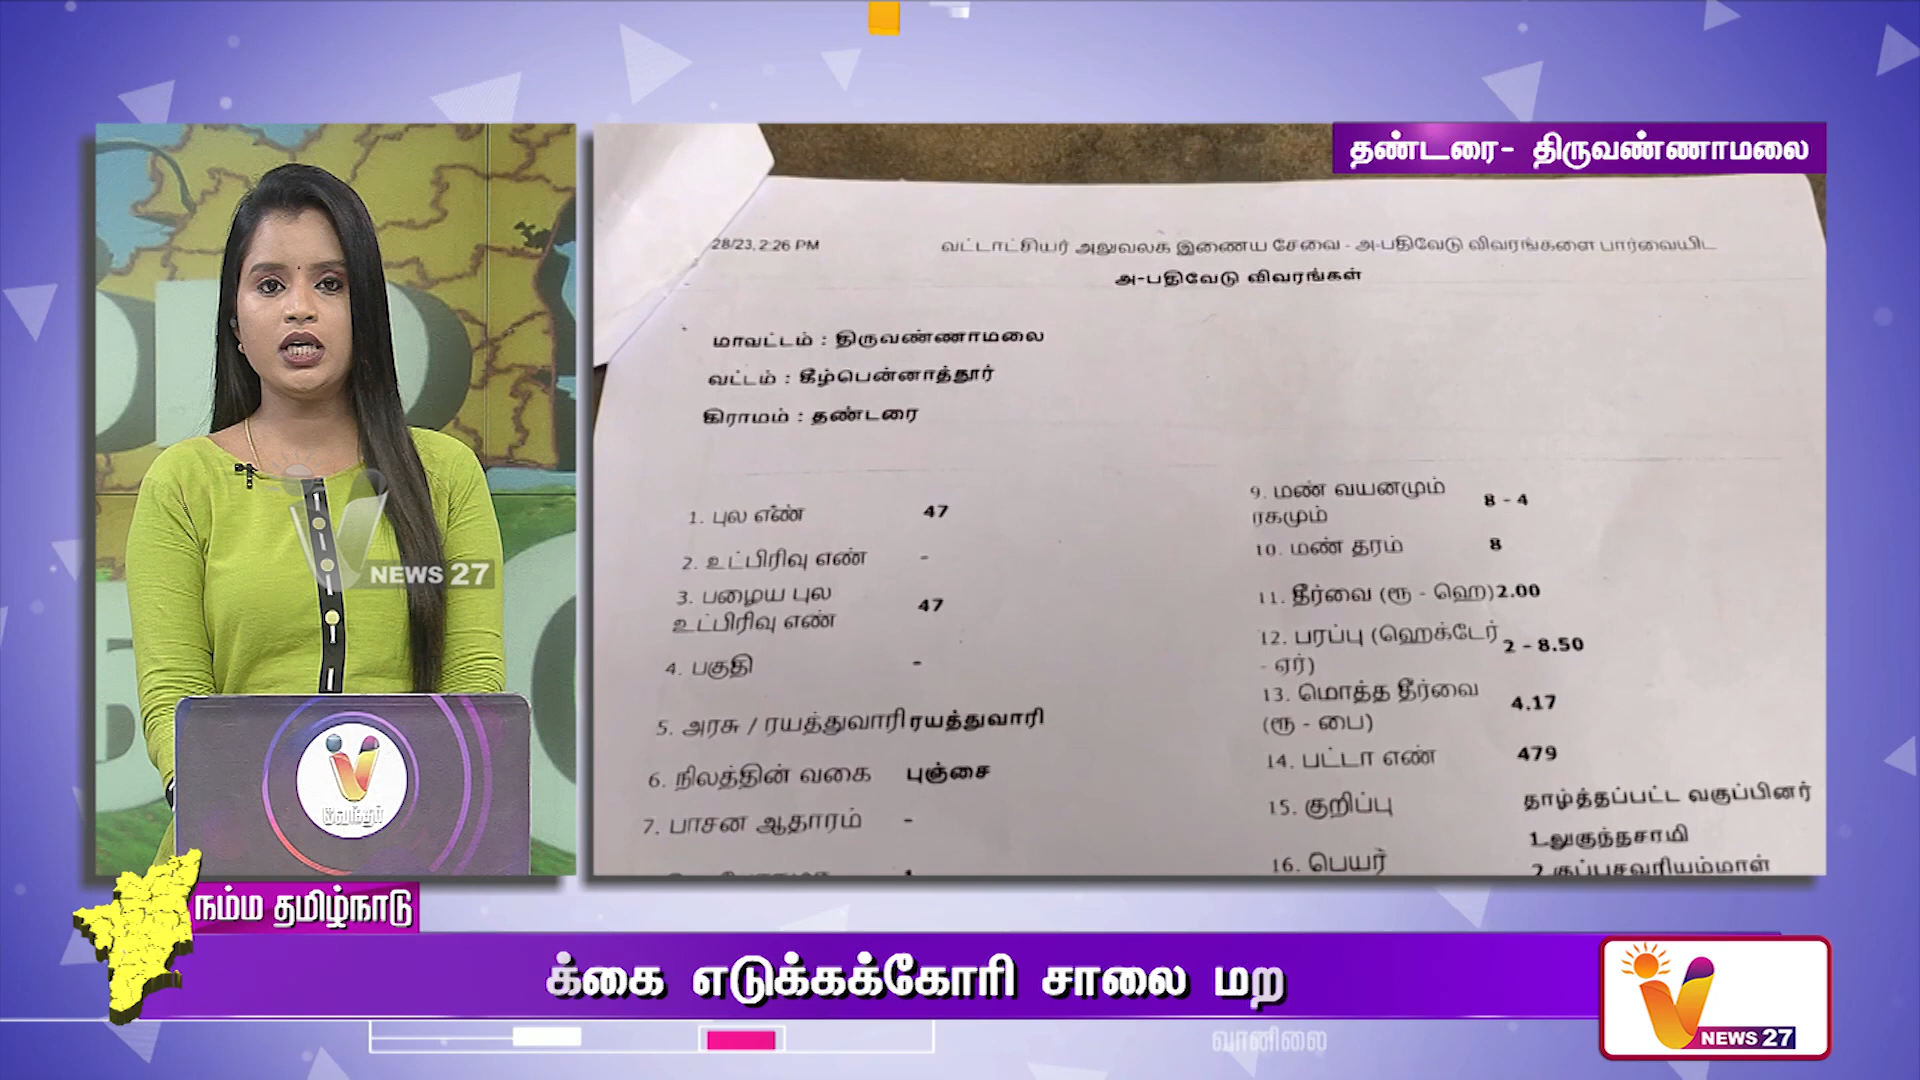 தண்டரை- திருவண்ணாமலை
28/23, 2:26 PM
வட்டாட்சியர் அலுவலக இணைய சேவை - அ-பதிவேடு விவரங்களை பார்வையிட
அ-பதிவேடு விவரங்கள்
மாவட்டம் : திருவண்ணாமலை
வட்டம் : கீழ்பென்னாத்தூர்
கிராமம் : தண்டரை
1. புல எண் 47
2. உட்பிரிவு எண் -
3. பழைய புல
உட்பிரிவு எண் 47
4. பகுதி -
5. அரசு / ரயத்துவாரி ரயத்துவாரி
6. நிலத்தின் வகை புஞ்சை
7. பாசன ஆதாரம் -
9. மண் வயனமும்
ரகமும் 8 - 4
10. மண் தரம் 8
11. தீர்வை (ரூ - ஹெ) 2.00
12. பரப்பு (ஹெக்டேர்
- ஏர்) 2 - 8.50
13. மொத்த தீர்வை
(ரூ - பை) 4.17
14. பட்டா எண் 479
15. குறிப்பு தாழ்த்தப்பட்ட வகுப்பினர்
16. பெயர்
NEWS 27
வேந்தர்
நம்ம தமிழ்நாடு
க்கை எடுக்கக்கோரி சாலை மற
வானிலை
NEWS 27